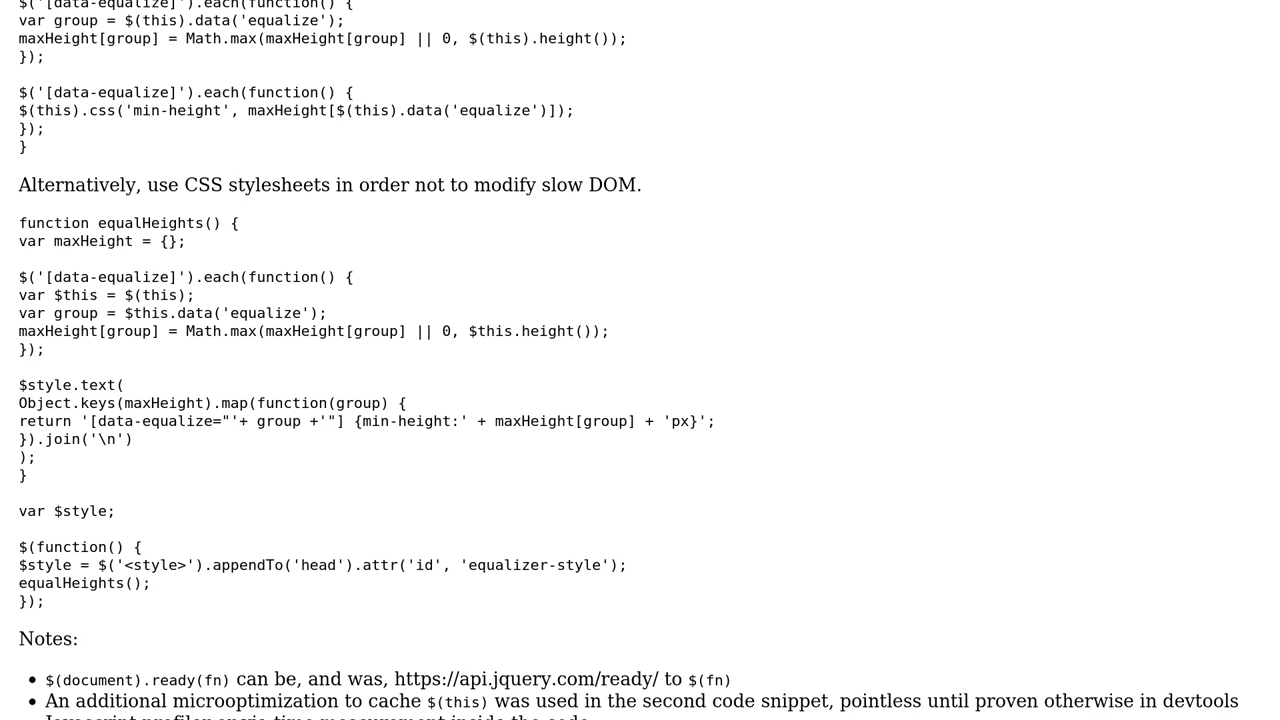 $('[data-equalize]').each(function() {
var group = $(this).data('equalize');
maxHeight[group] = Math.max(maxHeight[group] || 0, $(this).height());
});
$('[data-equalize]').each(function() {
$(this).css('min-height', maxHeight[$(this).data('equalize')]);
});
}
Alternatively, use CSS stylesheets in order not to modify slow DOM.
function equalHeights() {
var maxHeight = {};
$('[data-equalize]').each(function() {
var $this = $(this);
var group = $this.data('equalize');
maxHeight[group] = Math.max(maxHeight[group] || 0, $this.height());
});
$style.text(
Object.keys(maxHeight).map(function(group) {
return '[data-equalize="'+ group +'"] {min-height:' + maxHeight[group] + 'px}';
}).join('\n')
);
}
var $style;
$(function() {
$style = $('<style>').appendTo('head').attr('id', 'equalizer-style');
equalHeights();
});
Notes:
• $(document).ready(fn) can be, and was, https://api.jquery.com/ready/ to $(fn)
• An additional microoptimization to cache $(this) was used in the second code snippet, pointless until proven otherwise in devtools